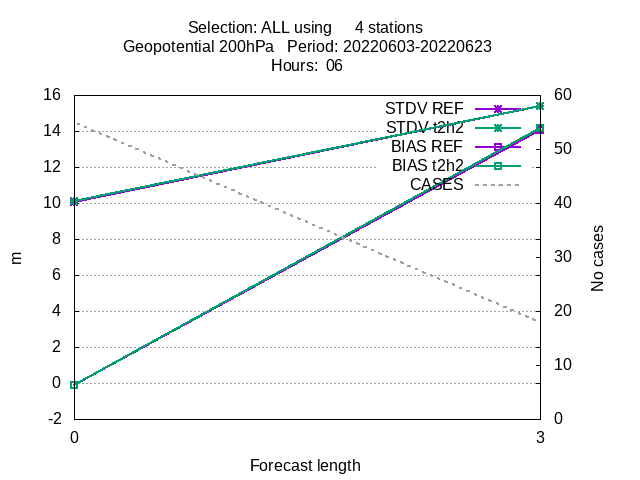 Selection: ALL using     4 stations
Geopotential 200hPa   Period: 20220603-20220623
Hours:  06
16
14
12
10
8
6
4
2
0
-2
60
50
40
30
20
10
0
STDV REF
STDV t2h2
BIAS REF
BIAS t2h2
CASES
m
No cases
0
3
Forecast length